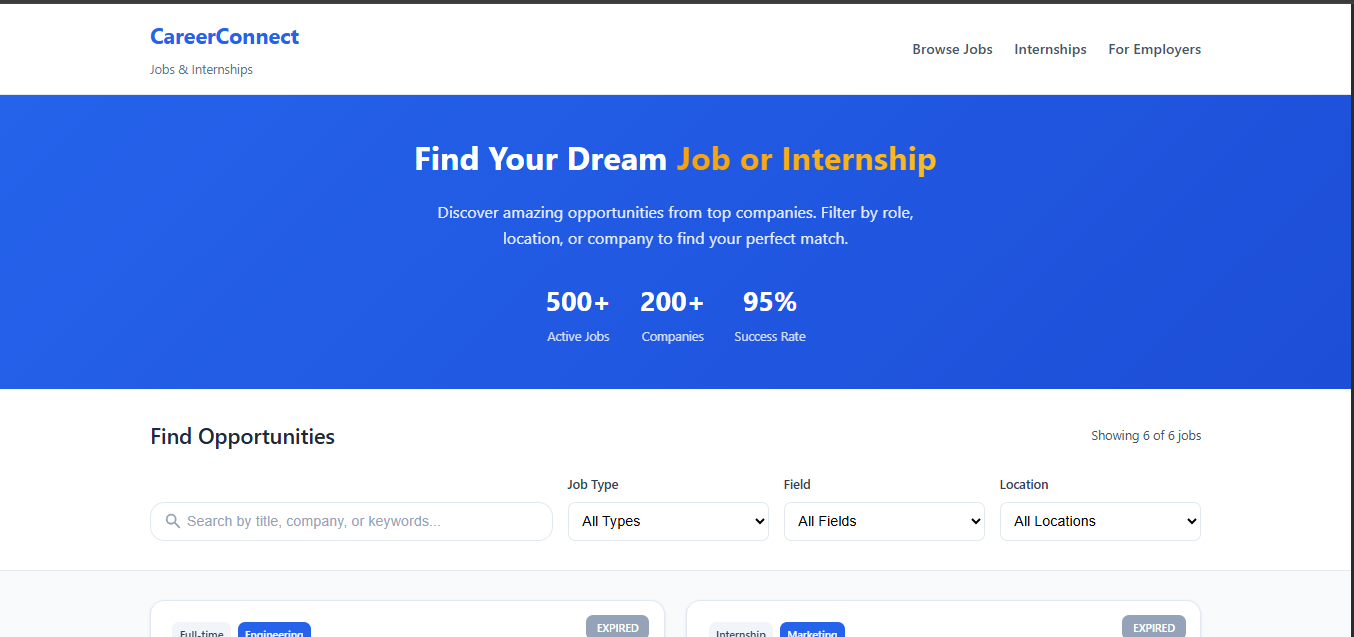 CareerConnect
Jobs & Internships
Browse Jobs Internships For Employers
Find Your Dream Job or Internship
Discover amazing opportunities from top companies. Filter by role,
location, or company to find your perfect match.
500+ 200+ 95%
Active Jobs Companies Success Rate
Find Opportunities
Showing 6 of 6 jobs
Job Type Field Location
Search by title, company, or keywords... All Types All Fields All Locations
Full-time Engineering EXPIRED Internship Marketing EXPIRED